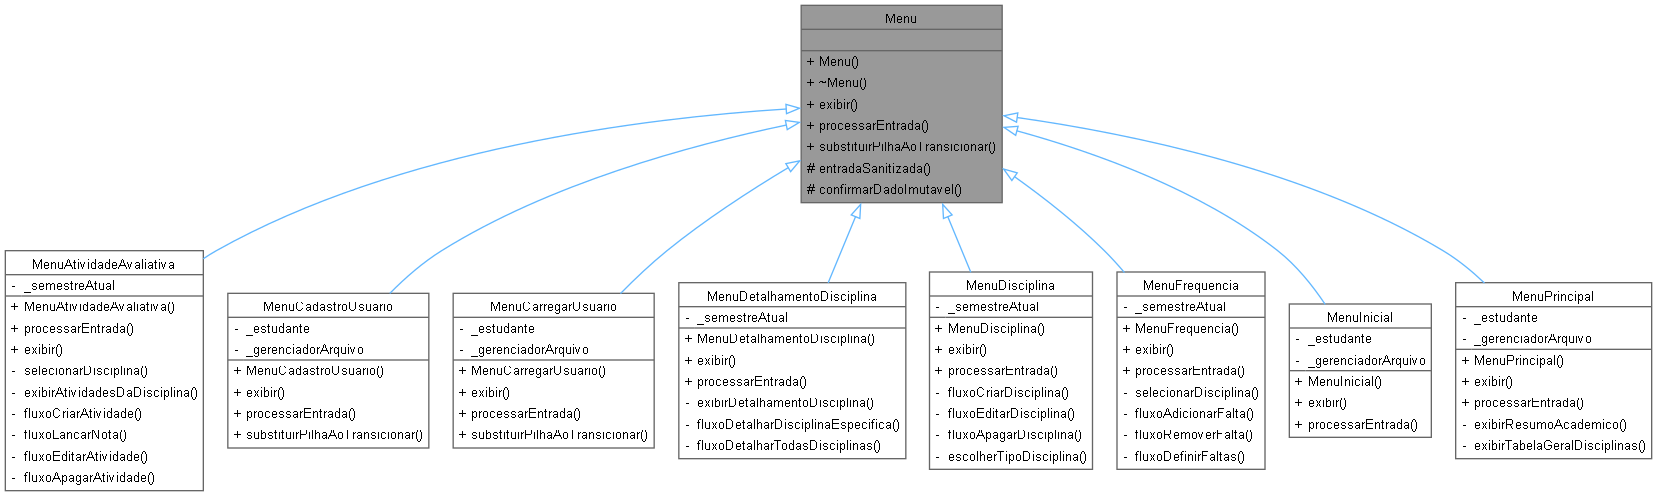 Menu
+ Menu()
+ ~Menu()
+ exibir()
+ processarEntrada()
+ substituirPilhaAoTransicionar()
# entradaSanitizada()
# confirmarDadoImutavel()
MenuAtividadeAvaliativa
- _semestreAtual
+ MenuAtividadeAvaliativa()
+ processarEntrada()
+ exibir()
- selecionarDisciplina()
- exibirAtividadesDaDisciplina()
- fluxoCriarAtividade()
- fluxoLancarNota()
- fluxoEditarAtividade()
- fluxoApagarAtividade()
MenuCadastroUsuario
- _estudante
- _gerenciadorArquivo
+ MenuCadastroUsuario()
+ exibir()
+ processarEntrada()
+ substituirPilhaAoTransicionar()
MenuCarregarUsuario
- _estudante
- _gerenciadorArquivo
+ MenuCarregarUsuario()
+ exibir()
+ processarEntrada()
+ substituirPilhaAoTransicionar()
MenuDetalhamentoDisciplina
- _semestreAtual
+ MenuDetalhamentoDisciplina()
+ exibir()
+ processarEntrada()
- exibirDetalhamentoDisciplina()
- fluxoDetalharDisciplinaEspecifica()
- fluxoDetalharTodasDisciplinas()
MenuDisciplina
- _semestreAtual
+ MenuDisciplina()
+ exibir()
+ processarEntrada()
- fluxoCriarDisciplina()
- fluxoEditarDisciplina()
- fluxoApagarDisciplina()
- escolherTipoDisciplina()
MenuFrequencia
- _semestreAtual
+ MenuFrequencia()
+ exibir()
+ processarEntrada()
- selecionarDisciplina()
- fluxoAdicionarFalta()
- fluxoRemoverFalta()
- fluxoDefinirFaltas()
MenuInicial
- _estudante
- _gerenciadorArquivo
+ MenuInicial()
+ exibir()
+ processarEntrada()
MenuPrincipal
- _estudante
- _gerenciadorArquivo
+ MenuPrincipal()
+ exibir()
+ processarEntrada()
- exibirResumoAcademico()
- exibirTabelaGeralDisciplinas()